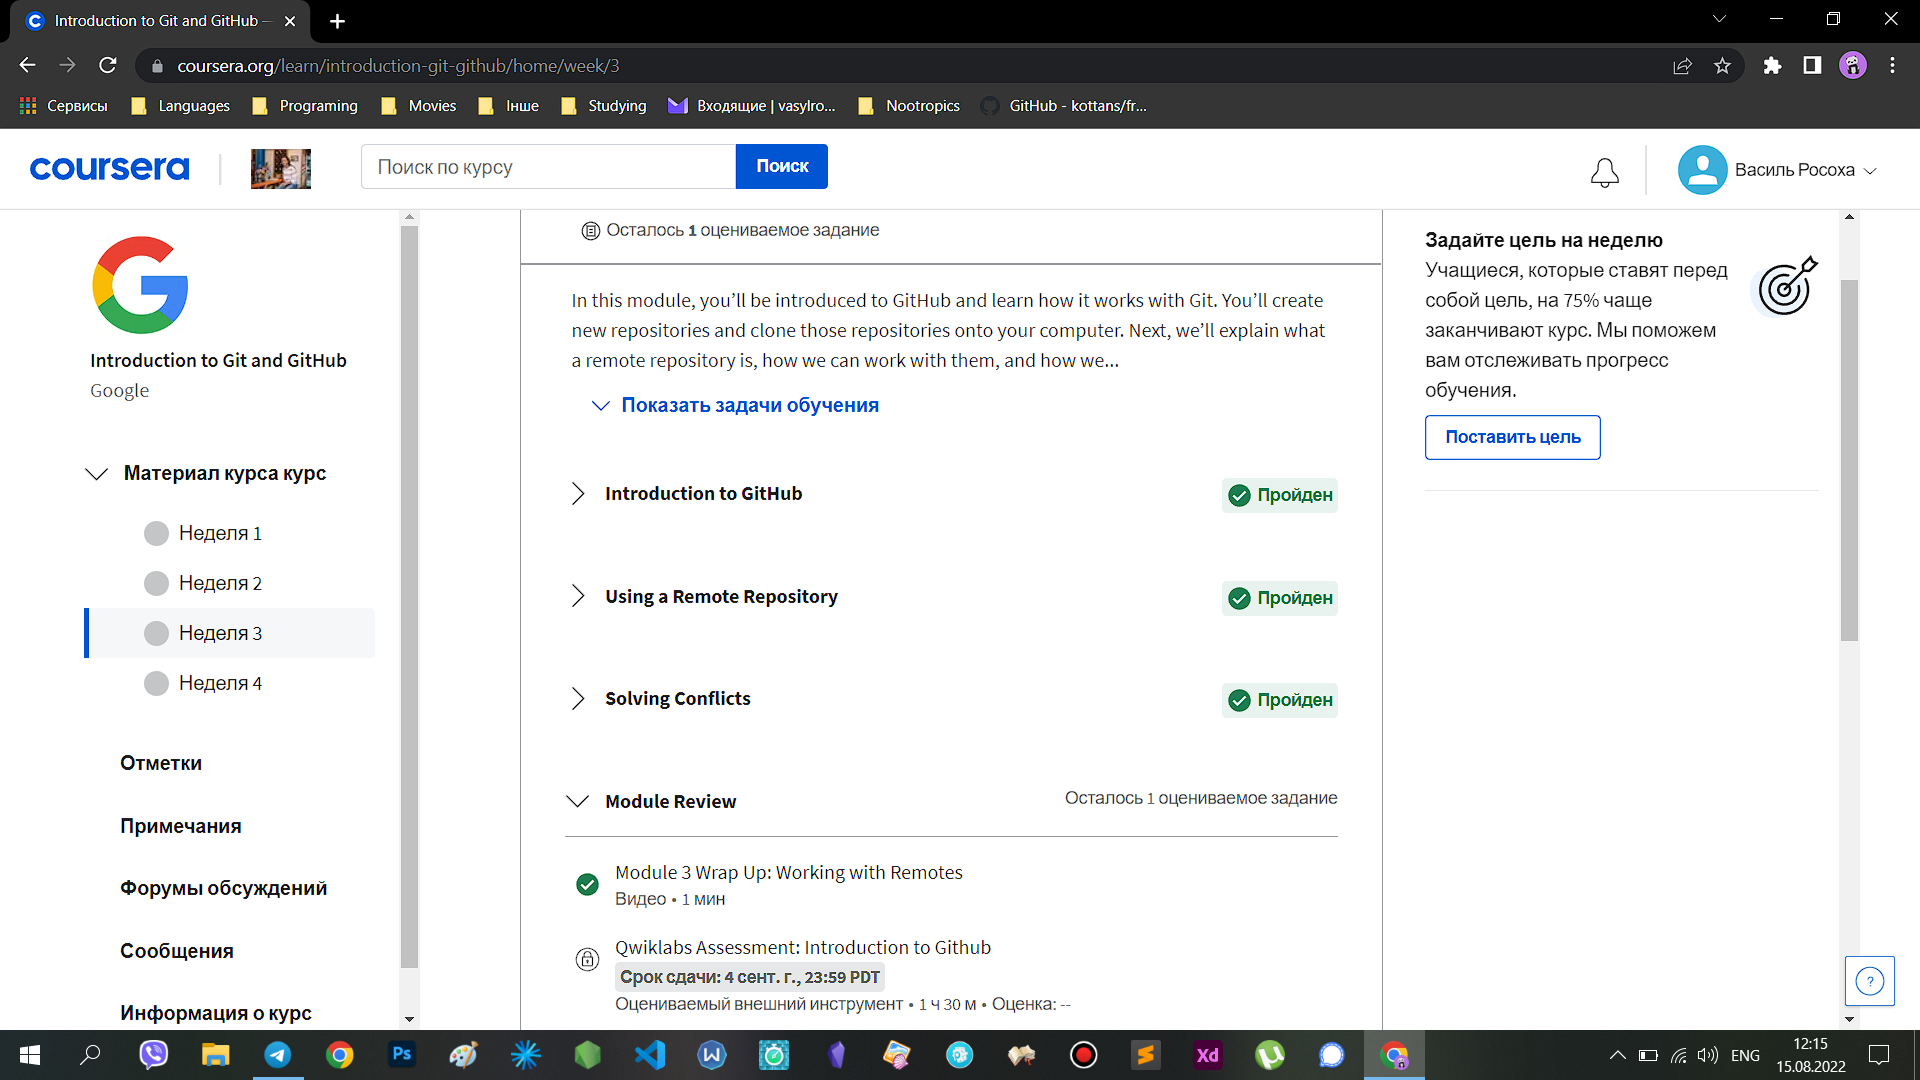 Introduction to Git and GitHub —
coursera.org/learn/introduction-git-github/home/week/3
Сервисы
Languages
Programing
Movies
Інше
Studying
Входящие | vasylro...
Nootropics
GitHub - kottans/fr...
coursera
Поиск по курсу
Поиск
Василь Росоха
Introduction to Git and GitHub
Google
Материал курса курс
Неделя 1
Неделя 2
Неделя 3
Неделя 4
Отметки
Примечания
Форумы обсуждений
Сообщения
Информация о курс
Осталось 1 оцениваемое задание
In this module, you’ll be introduced to GitHub and learn how it works with Git. You’ll create
new repositories and clone those repositories onto your computer. Next, we’ll explain what
a remote repository is, how we can work with them, and how we...
Показать задачи обучения
Introduction to GitHub
Пройден
Using a Remote Repository
Пройден
Solving Conflicts
Пройден
Module Review
Осталось 1 оцениваемое задание
Module 3 Wrap Up: Working with Remotes
Видео • 1 мин
Qwiklabs Assessment: Introduction to Github
Срок сдачи: 4 сент. г., 23:59 PDT
Оцениваемый внешний инструмент • 1 ч 30 м • Оценка: --
Задайте цель на неделю
Учащиеся, которые ставят перед
собой цель, на 75% чаще
заканчивают курс. Мы поможем
вам отслеживать прогресс
обучения.
Поставить цель
?
Ps
W
Xd
ENG
12:15
15.08.2022